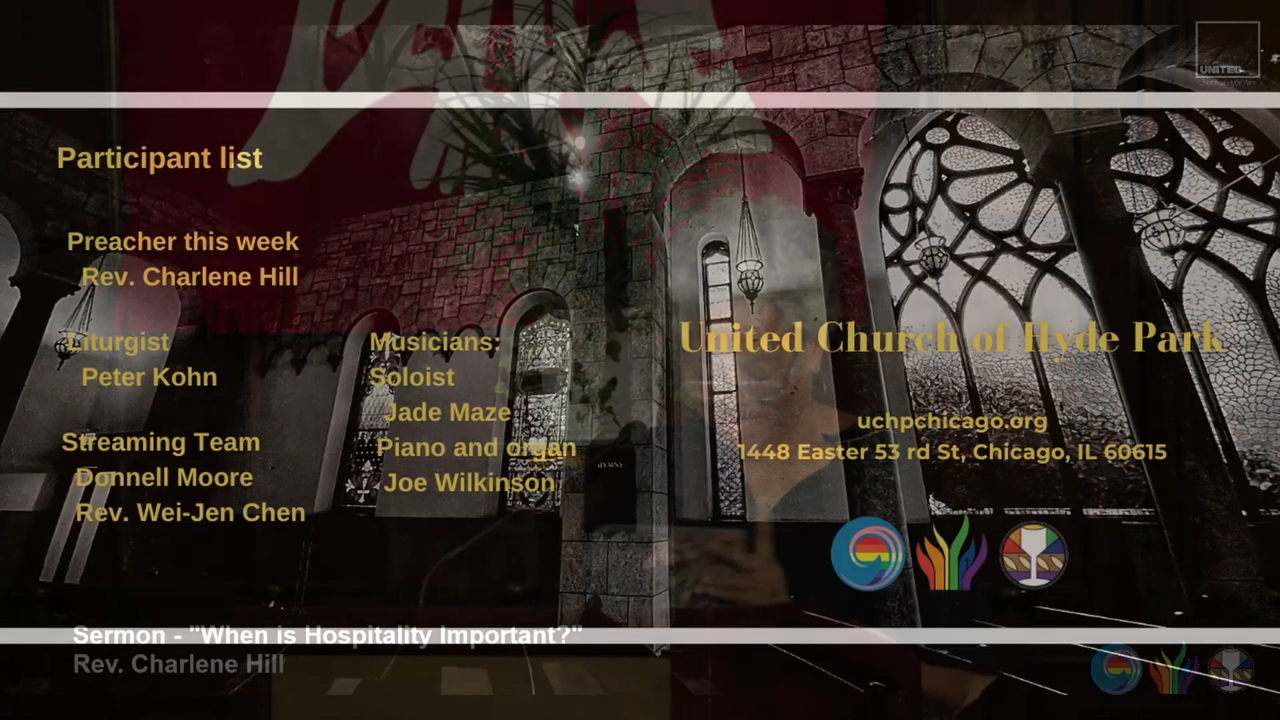 UNITED
Participant list
Preacher this week
Rev. Charlene Hill
Liturgist
Peter Kohn
Streaming Team
Donnell Moore
Rev. Wei-Jen Chen
Musicians:
Soloist
Jade Maze
Piano and organ
Joe Wilkinson
HYMNS
United Church of Hyde Park
uchpchicago.org
1448 Easter 53 rd St, Chicago, IL 60615
Sermon - "When is Hospitality Important?"
Rev. Charlene Hill